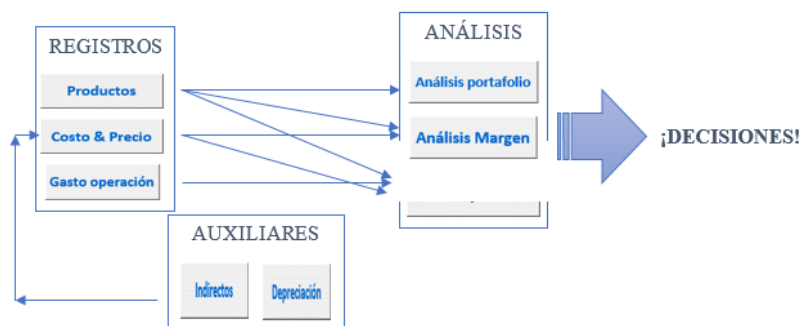 REGISTROS
Productos
Costo & Precio
Gasto operación
ANÁLISIS
Análisis portafolio
Análisis Margen
¡DECISIONES!
AUXILIARES
Indirectos
Depreciación